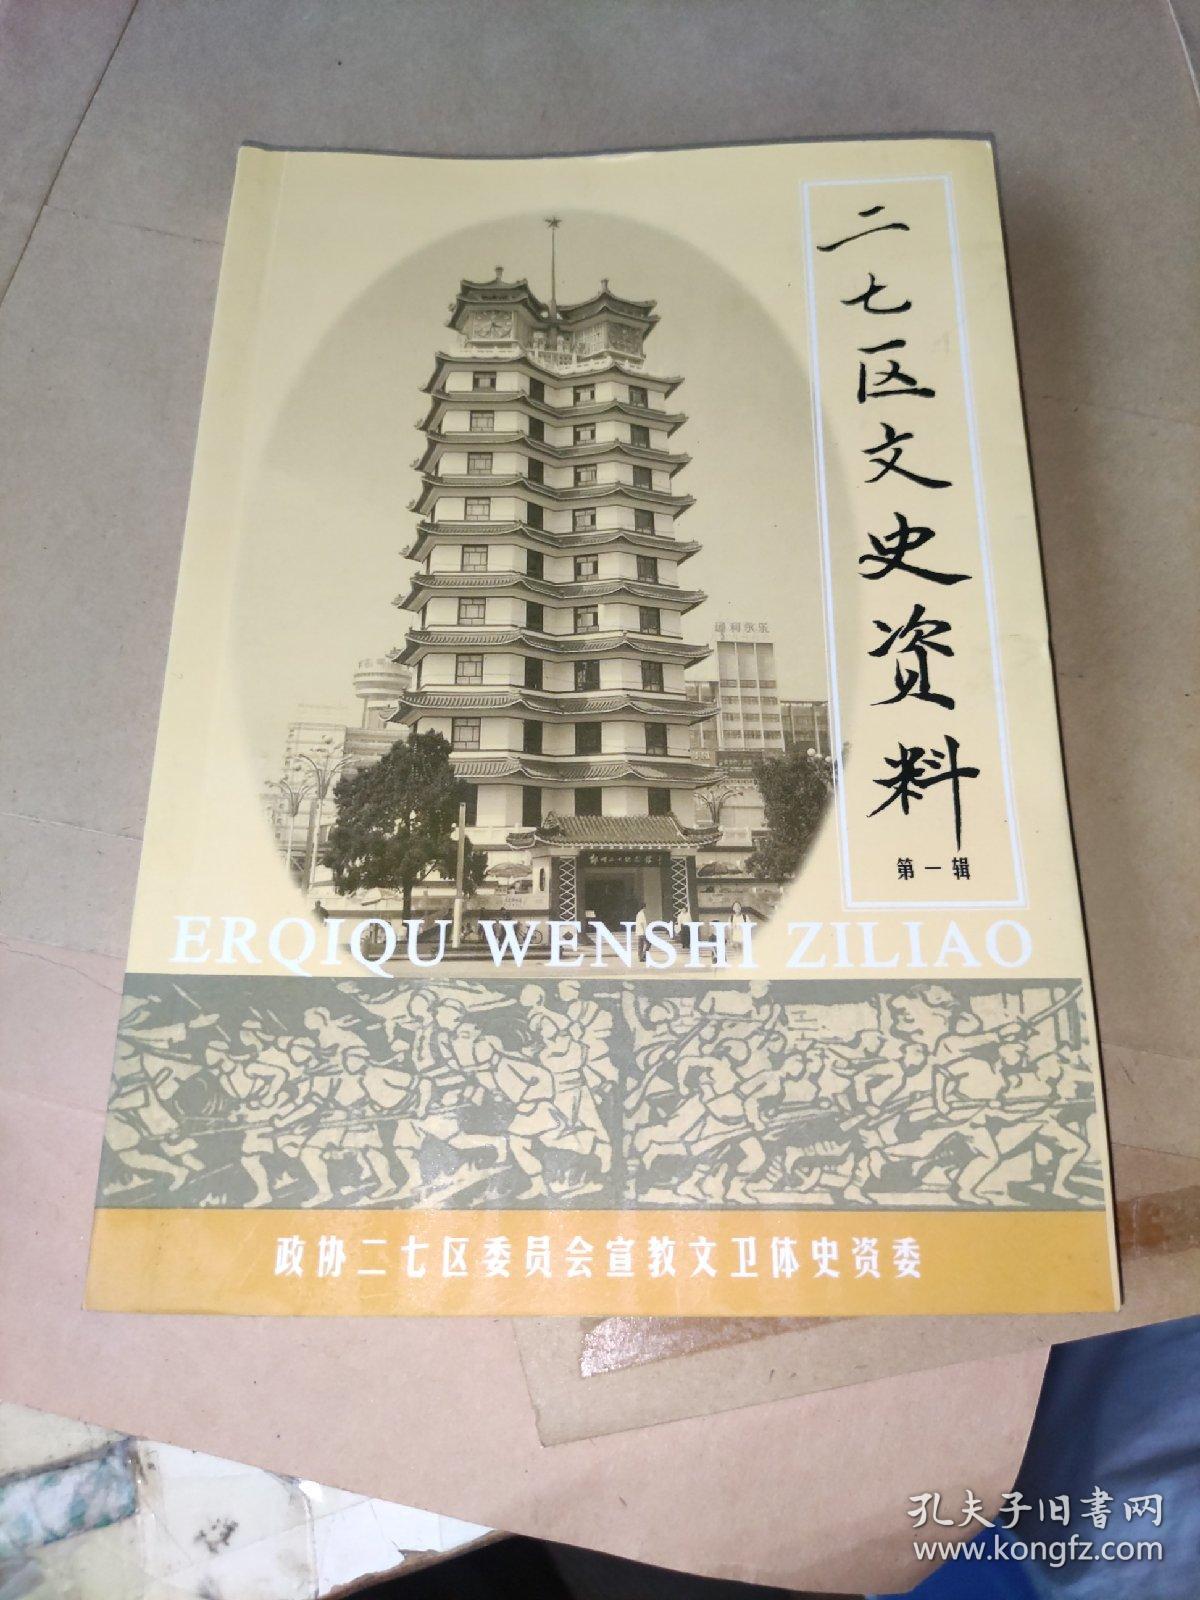 二七区文史资料
第一辑
ERQIQU WENSHI ZILIAO
政协二七区委员会宣教文卫体史资委
孔夫子旧书网
www.kongfz.com